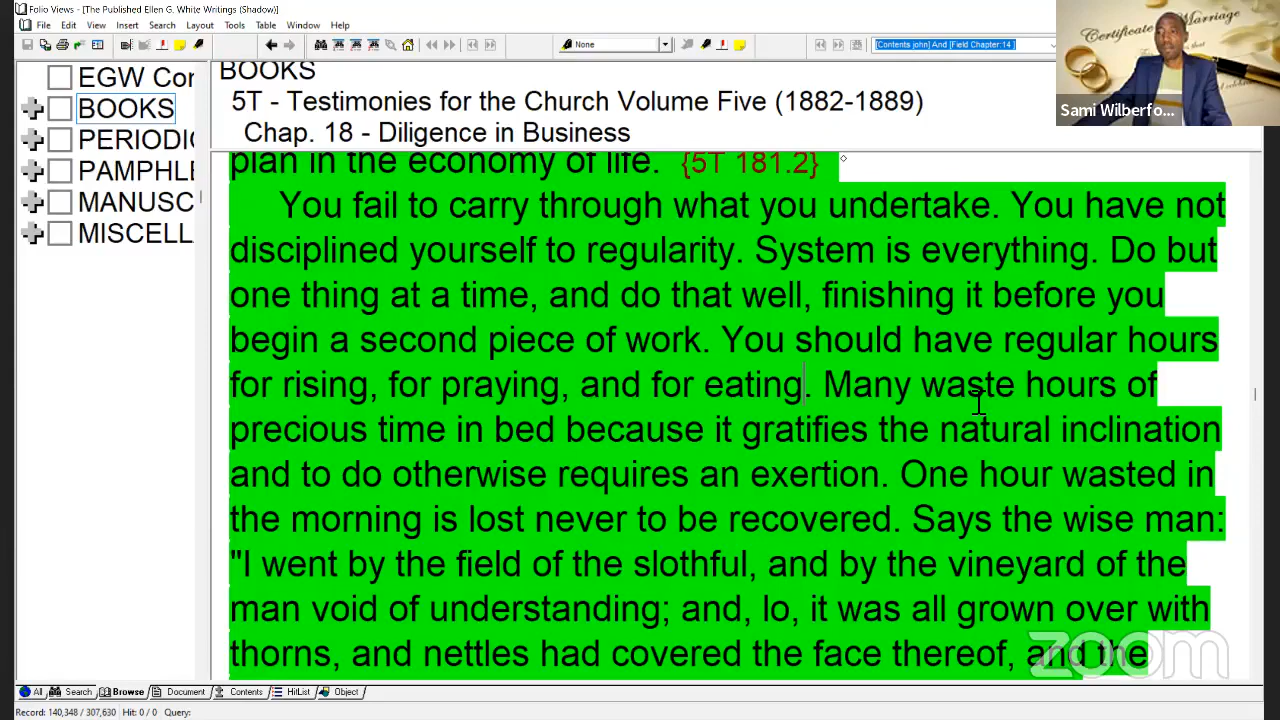 Folio Views - [The Published Ellen G. White Writings (Shadow)]
File Edit View Insert Search Layout Tools Table Window Help
None
[Contents john] And [Field Chapter:14 ]
Certificate of Marriage
Sami Wilberfo...
EGW Cor
BOOKS
PERIODIC
PAMPHLE
MANUSC
MISCELL
BOOKS
5T - Testimonies for the Church Volume Five (1882-1889)
Chap. 18 - Diligence in Business
plan in the economy of life. {5T 181.2}
You fail to carry through what you undertake. You have not
disciplined yourself to regularity. System is everything. Do but
one thing at a time, and do that well, finishing it before you
begin a second piece of work. You should have regular hours
for rising, for praying, and for eating. Many waste hours of
precious time in bed because it gratifies the natural inclination
and to do otherwise requires an exertion. One hour wasted in
the morning is lost never to be recovered. Says the wise man:
"I went by the field of the slothful, and by the vineyard of the
man void of understanding; and, lo, it was all grown over with
thorns, and nettles had covered the face thereof, and the
zoom
All Search Browse Document Contents HitList Object
Record: 140,348 / 307,630 Hit: 0 / 0 Query: